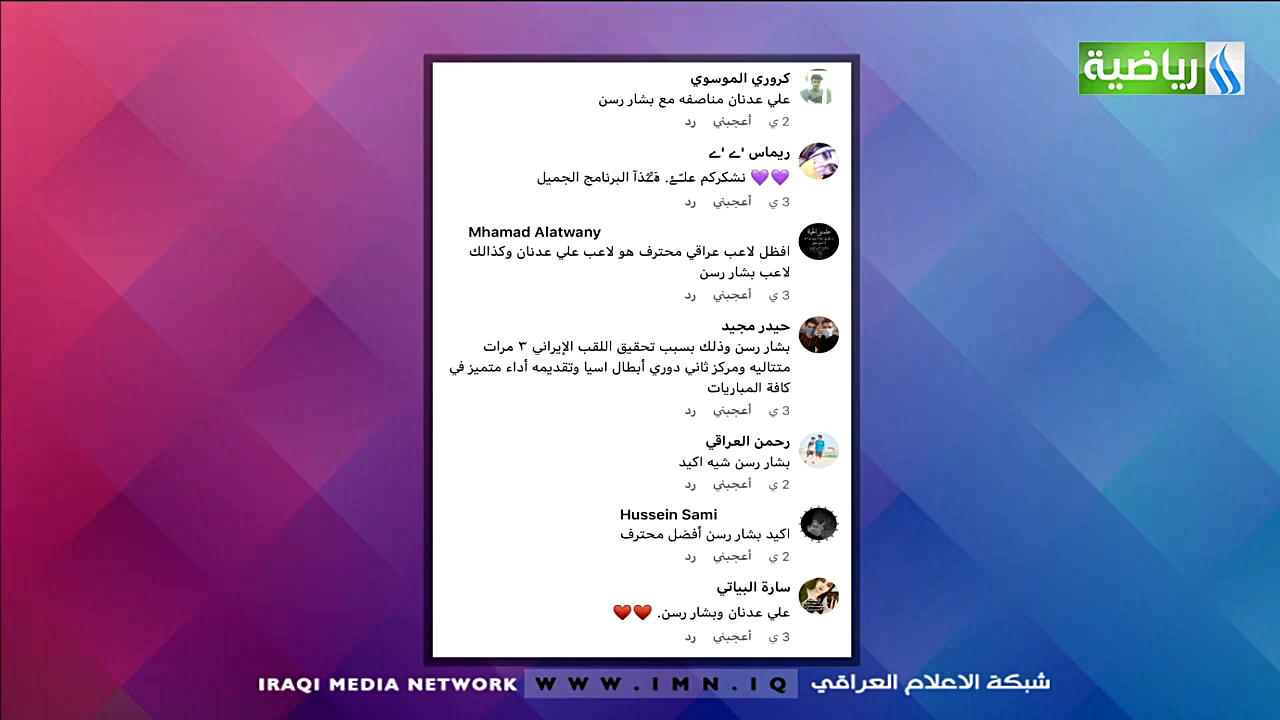 رياضية
كروري الموسوي
علي عدنان مناصفه مع بشار رسن
2 ي أعجبني رد
ريماس 'ے 'ے
💜💜 نشكركم البرنامج الجميل
3 ي أعجبني رد
Mhamad Alatwany
افظل لاعب عراقي محترف هو لاعب علي عدنان وكذالك
لاعب بشار رسن
3 ي أعجبني رد
حيدر مجيد
بشار رسن وذلك بسبب تحقيق اللقب الإيراني ٣ مرات
متتاليه ومركز ثاني دوري أبطال اسيا وتقديمه أداء متميز في
كافة المباريات
3 ي أعجبني رد
رحمن العراقي
بشار رسن شيه اكيد
2 ي أعجبني رد
Hussein Sami
اكيد بشار رسن أفضل محترف
2 ي أعجبني رد
سارة البياتي
علي عدنان وبشار رسن. ❤️❤️
3 ي أعجبني رد
IRAQI MEDIA NETWORK WWW.IMN.IQ شبكة الاعلام العراقي